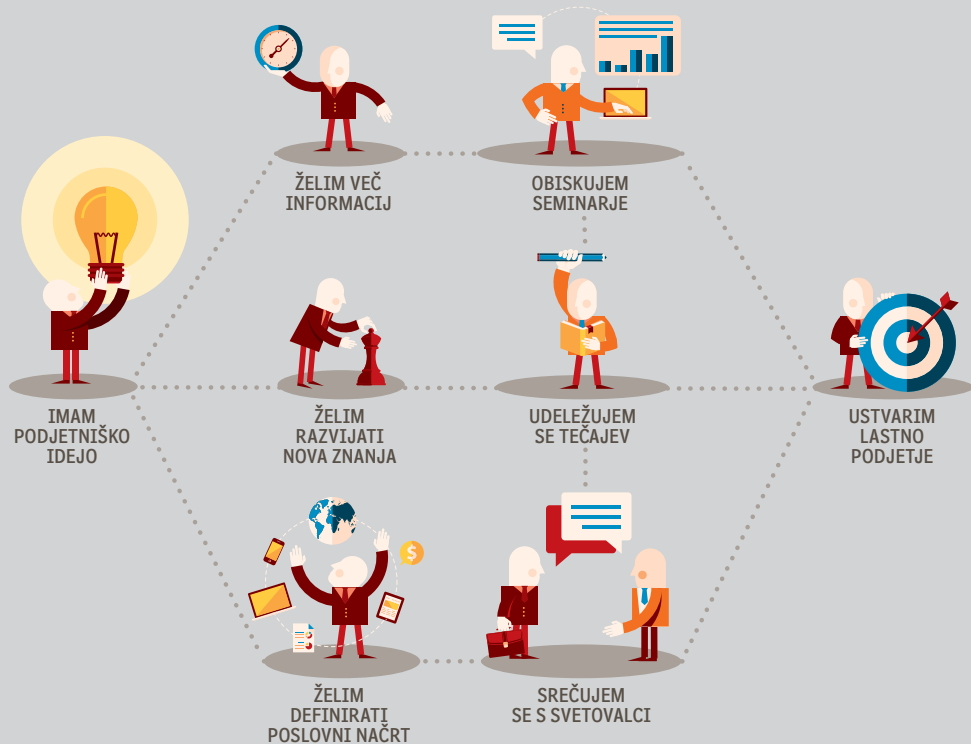 ŽELIM VEČ
INFORMACIJ
OBISKUJEM
SEMINARJE
IMAM
PODJETNIŠKO
IDEJO
ŽELIM
RAZVIJATI
NOVA ZNANJA
UDELEŽUJEM
SE TEČAJEV
USTVARIM
LASTNO
PODJETJE
$
ŽELIM
DEFINIRATI
POSLOVNI NAČRT
SREČUJEM
SE S SVETOVALCI